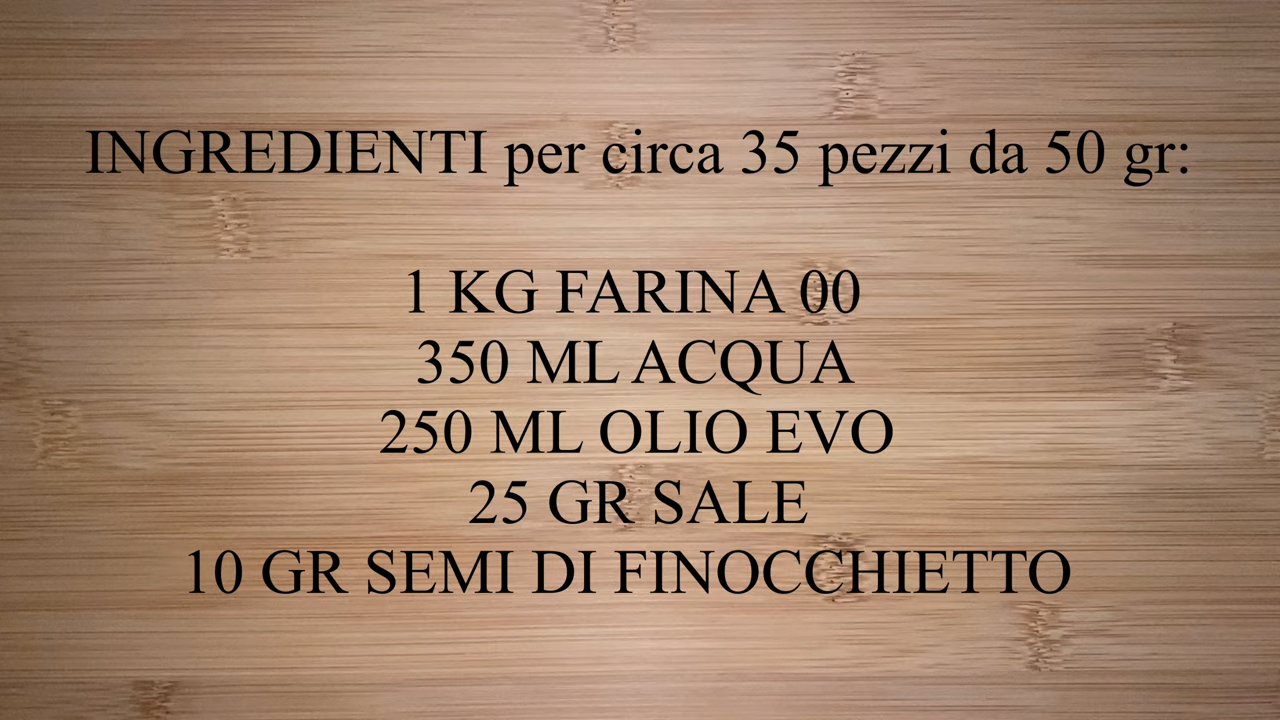 INGREDIENTI per circa 35 pezzi da 50 gr:
1 KG FARINA 00
350 ML ACQUA
250 ML OLIO EVO
25 GR SALE
10 GR SEMI DI FINOCCHIETTO